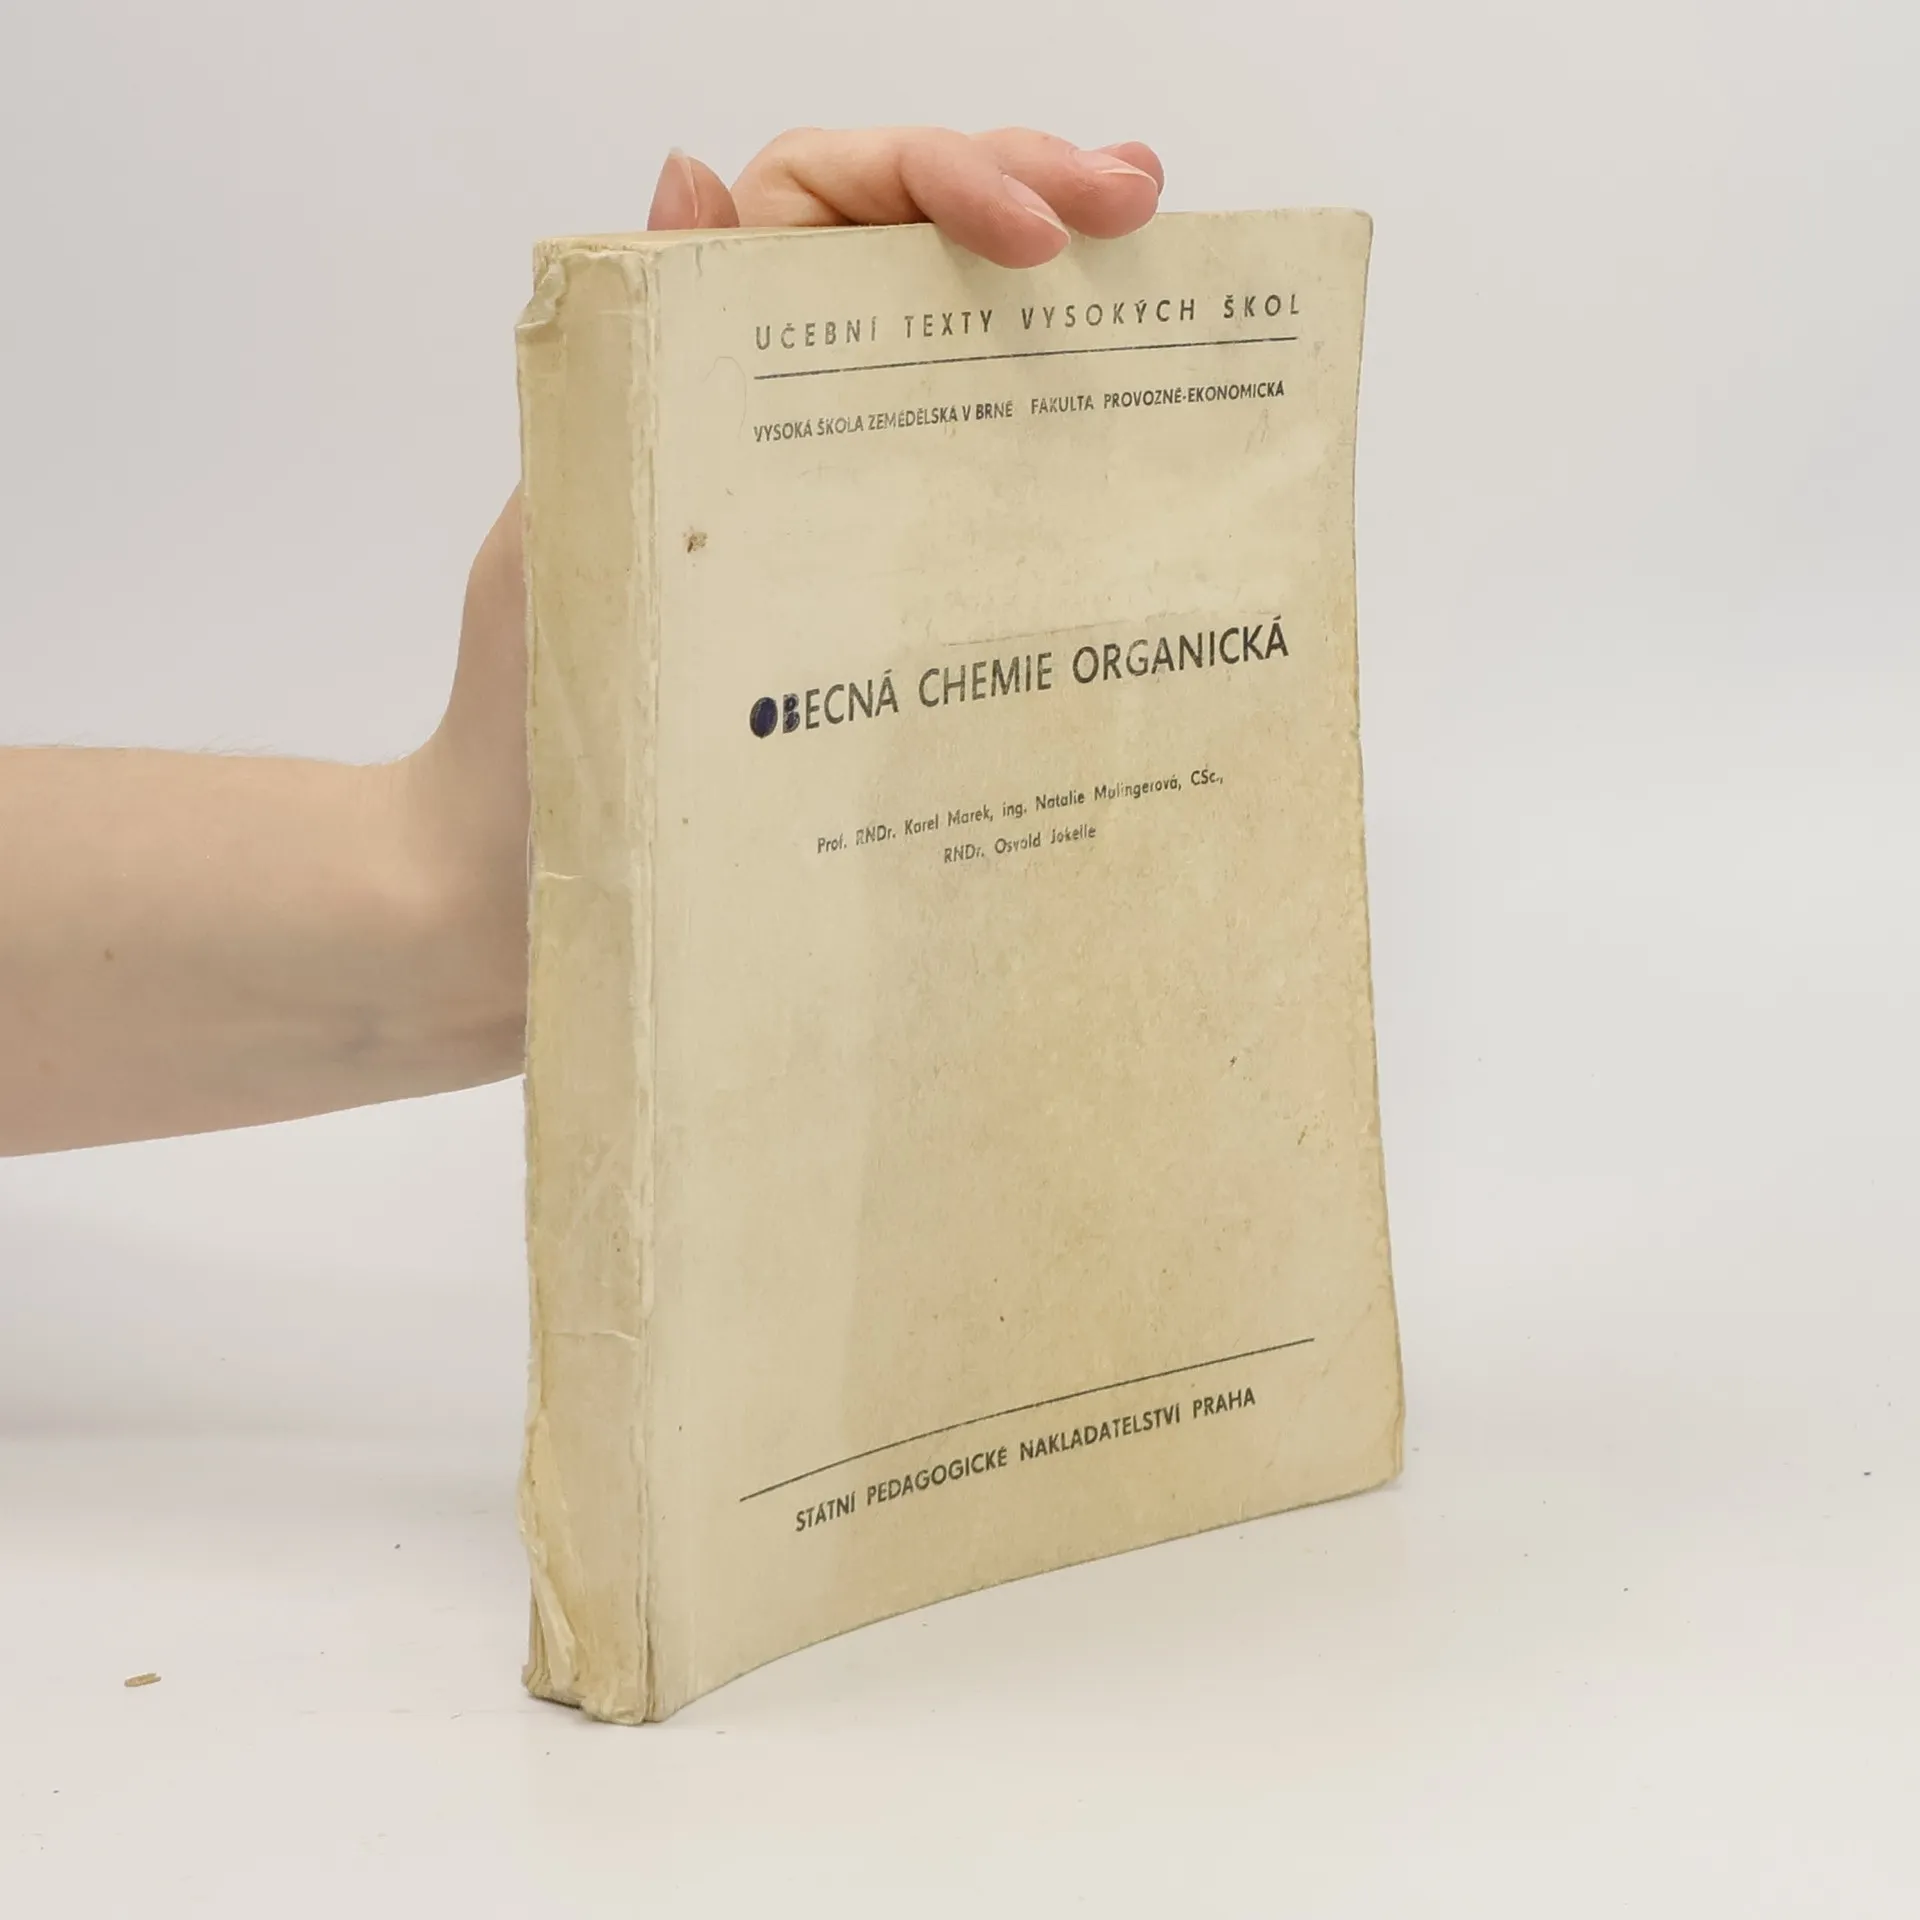 UČEBNÍ TEXTY VYSOKÝCH ŠKOL
VYSOKÁ ŠKOLA ZEMĚDĚLSKÁ V BRNĚ FAKULTA PROVOZNĚ-EKONOMICKÁ
OBECNÁ CHEMIE ORGANICKÁ
Prof. RNDr. Karel Marek, ing. Natalie Mulingerová, CSc.,
RNDr. Osvald Jokelle
STÁTNÍ PEDAGOGICKÉ NAKLADATELSTVÍ PRAHA